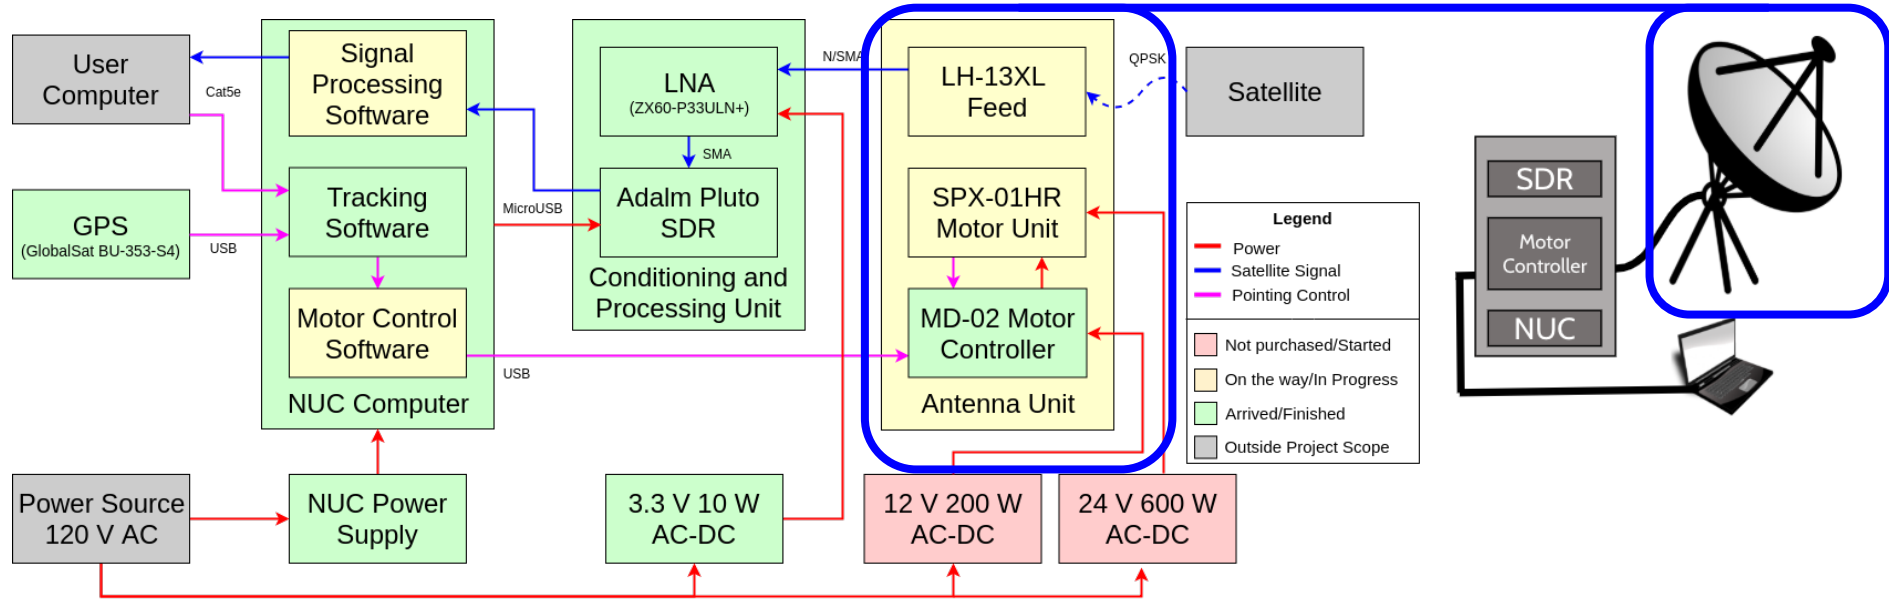 User
Computer
Cat5e
GPS
(GlobalSat BU-353-S4)
USB
Signal
Processing
Software
Tracking
Software
Motor Control
Software
NUC Computer
MicroUSB
USB
LNA
(ZX60-P33ULN+)
SMA
Adalm Pluto
SDR
Conditioning and
Processing Unit
N/SMA
LH-13XL
Feed
SPX-01HR
Motor Unit
MD-02 Motor
Controller
Antenna Unit
QPSK
Satellite
Legend
Power
Satellite Signal
Pointing Control
Not purchased/Started
On the way/In Progress
Arrived/Finished
Outside Project Scope
SDR
Motor
Controller
NUC
Power Source
120 V AC
NUC Power
Supply
3.3 V 10 W
AC-DC
12 V 200 W
AC-DC
24 V 600 W
AC-DC